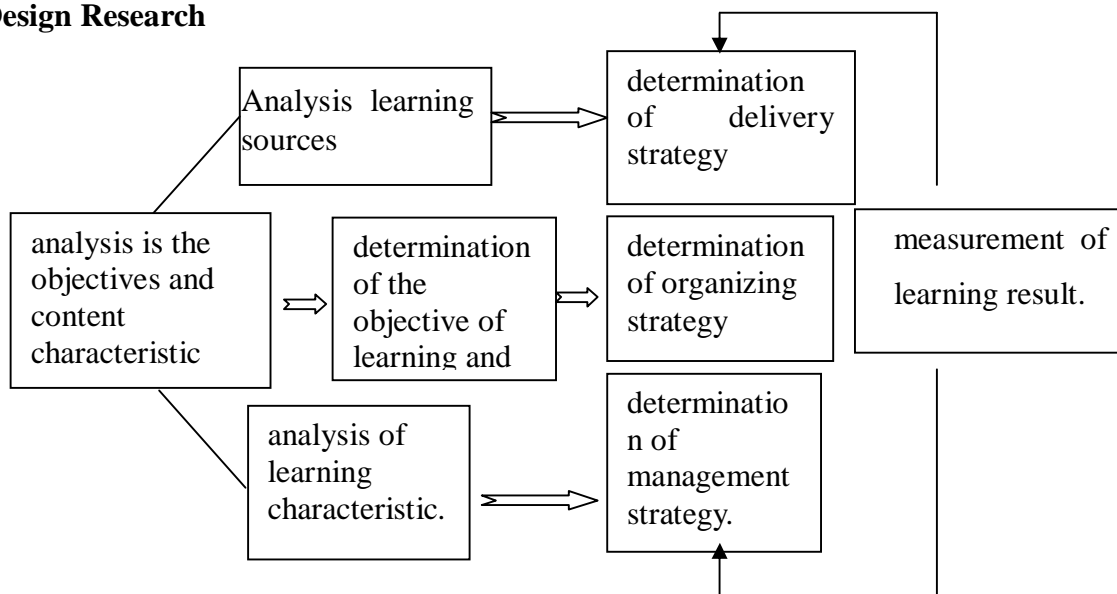 Design Research
Analysis learning
sources
determination
of delivery
strategy
analysis is the
objectives and
content
characteristic
determination
of the
objective of
learning and
determination
of organizing
strategy
measurement of
learning result.
analysis of
learning
characteristic.
determinatio
n of
management
strategy.